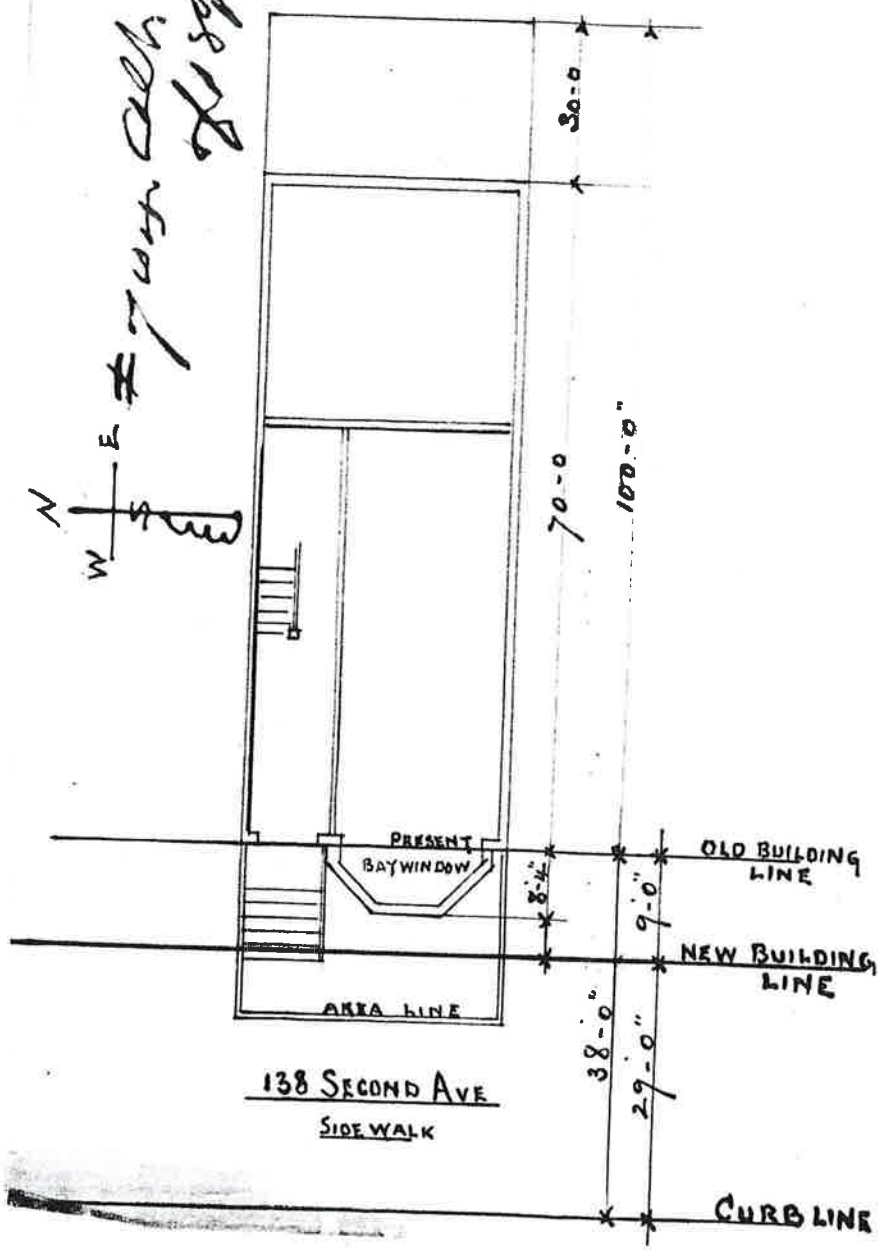 30-0
N
W E
S
# 7
70-0
100-0"
PRESENT
BAYWINDOW
8-4"
9-0"
OLD BUILDING
LINE
NEW BUILDING
LINE
AREA LINE
38-0"
29-0"
138 SECOND AVE
SIDEWALK
CURB LINE